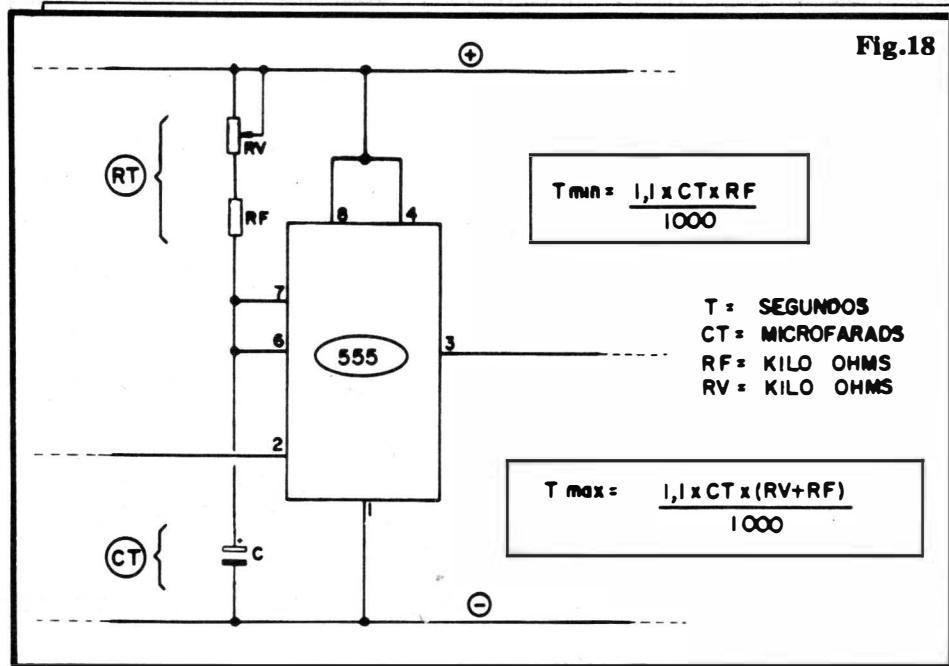 Fig.18
+
RT
RV
RF
8 4
T min = 1,1 x CT x RF
1000
7
6
555
3
T = SEGUNDOS
CT = MICROFARADS
RF = KILO OHMS
RV = KILO OHMS
2
1
T max = 1,1 x CT x (RV+RF)
1000
CT
+
C
−